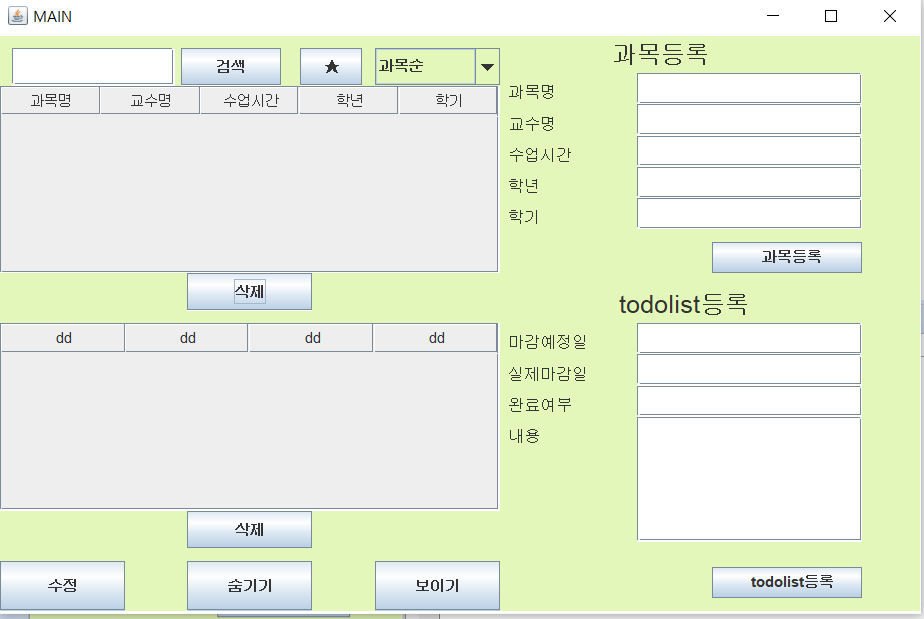 MAIN
검색 ★ 과목순
과목명 교수명 수업시간 학년 학기
삭제
dd dd dd dd
삭제
수정 숨기기 보이기
과목등록
과목명
교수명
수업시간
학년
학기
과목등록
todolist등록
마감예정일
실제마감일
완료여부
내용
todolist등록